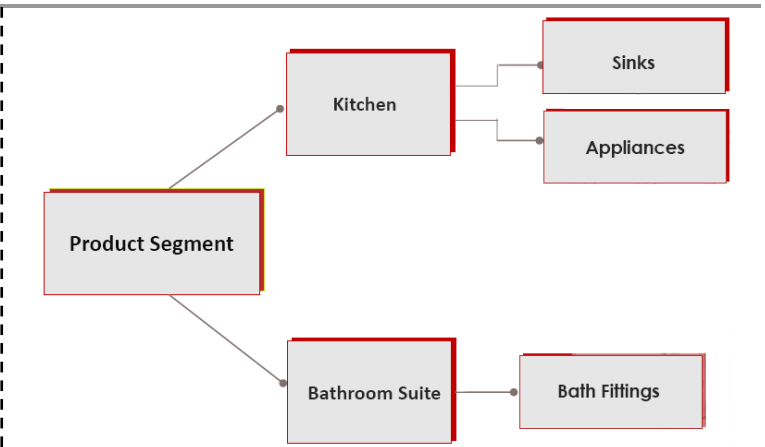 Sinks
Kitchen
Appliances
Product Segment
Bathroom Suite
Bath Fittings